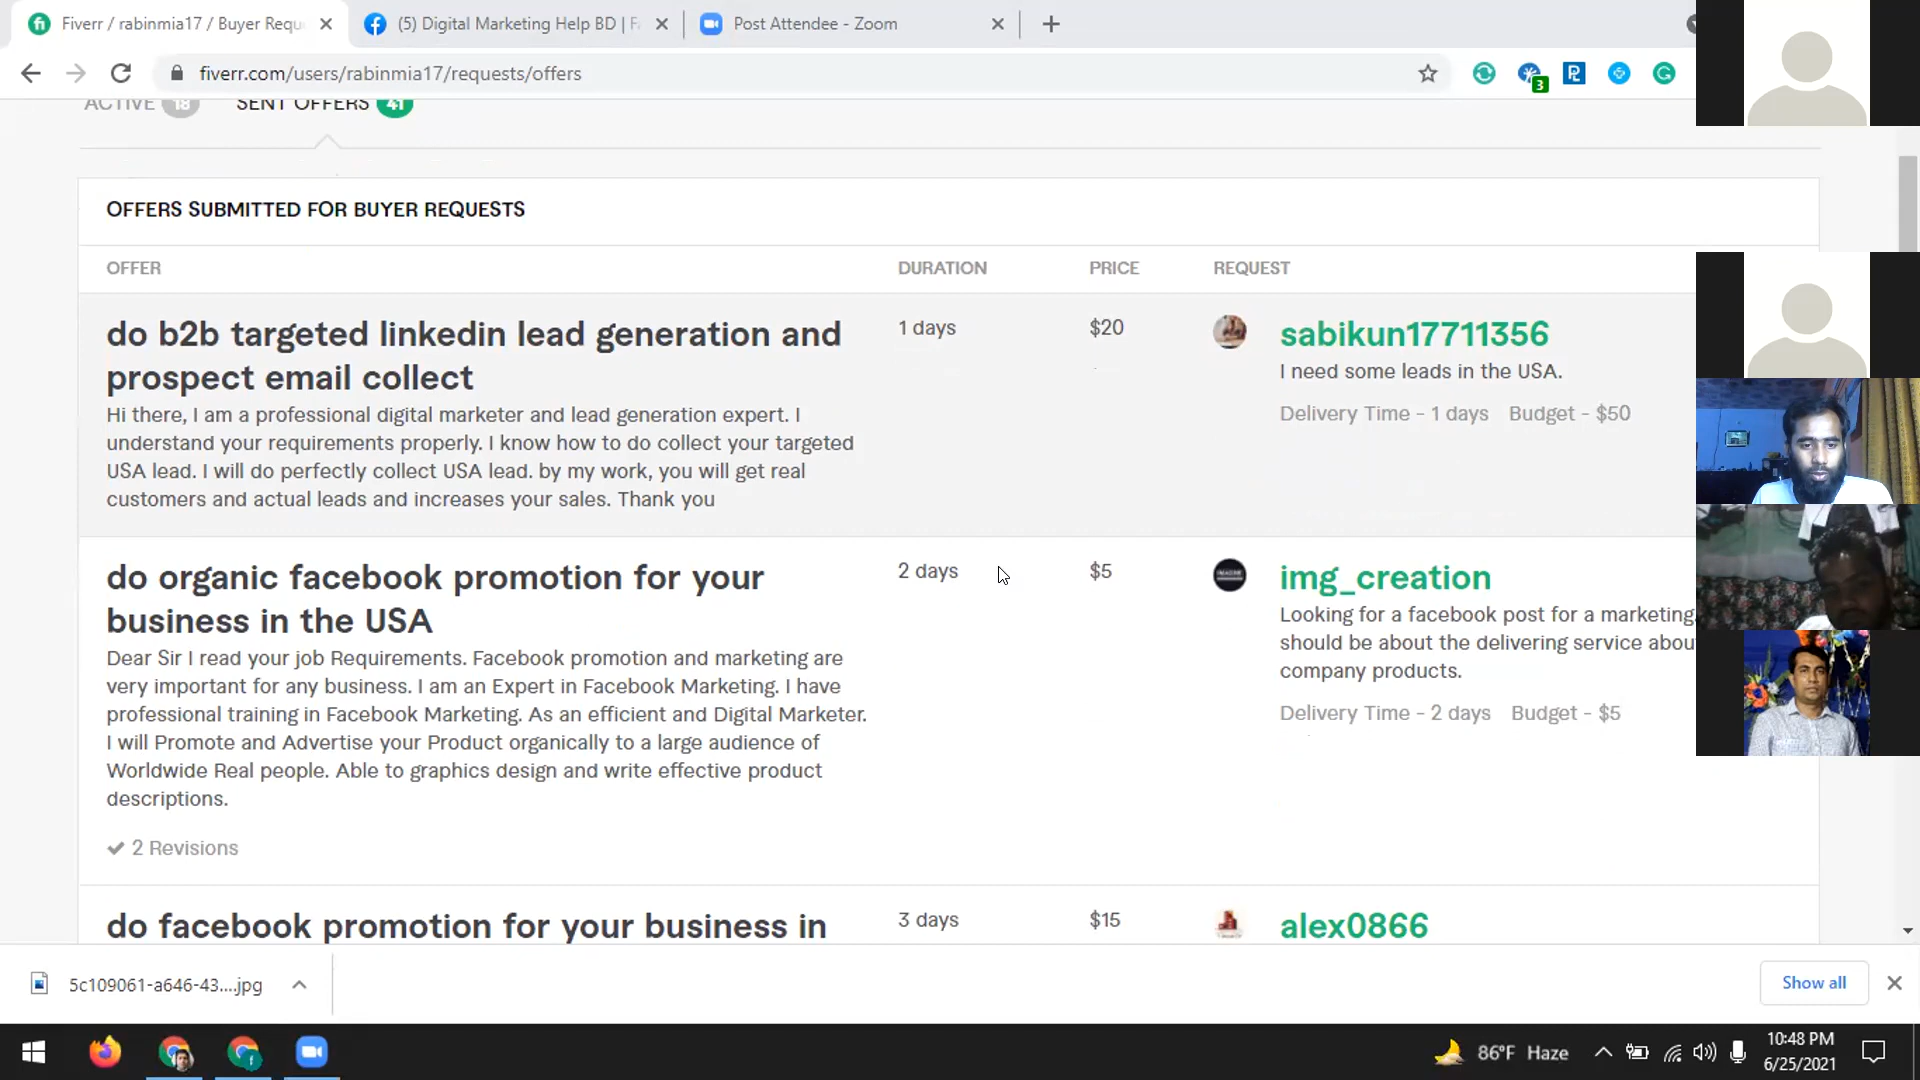 Fiverr / rabinmia17 / Buyer Requ
(5) Digital Marketing Help BD | F
Post Attendee - Zoom
fiverr.com/users/rabinmia17/requests/offers
3
ACTIVE 18 SENT OFFERS 41
OFFERS SUBMITTED FOR BUYER REQUESTS
OFFER DURATION PRICE REQUEST
do b2b targeted linkedin lead generation and
prospect email collect
Hi there, I am a professional digital marketer and lead generation expert. I
understand your requirements properly. I know how to do collect your targeted
USA lead. I will do perfectly collect USA lead. by my work, you will get real
customers and actual leads and increases your sales. Thank you
1 days
$20
sabikun17711356
I need some leads in the USA.
Delivery Time - 1 days Budget - $50
do organic facebook promotion for your
business in the USA
Dear Sir I read your job Requirements. Facebook promotion and marketing are
very important for any business. I am an Expert in Facebook Marketing. I have
professional training in Facebook Marketing. As an efficient and Digital Marketer.
I will Promote and Advertise your Product organically to a large audience of
Worldwide Real people. Able to graphics design and write effective product
descriptions.
2 Revisions
2 days
$5
img_creation
Looking for a facebook post for a marketing.
should be about the delivering service abou
company products.
Delivery Time - 2 days Budget - $5
do facebook promotion for your business in
3 days
$15
alex0866
5c109061-a646-43....jpg
Show all
86°F Haze
10:48 PM
6/25/2021